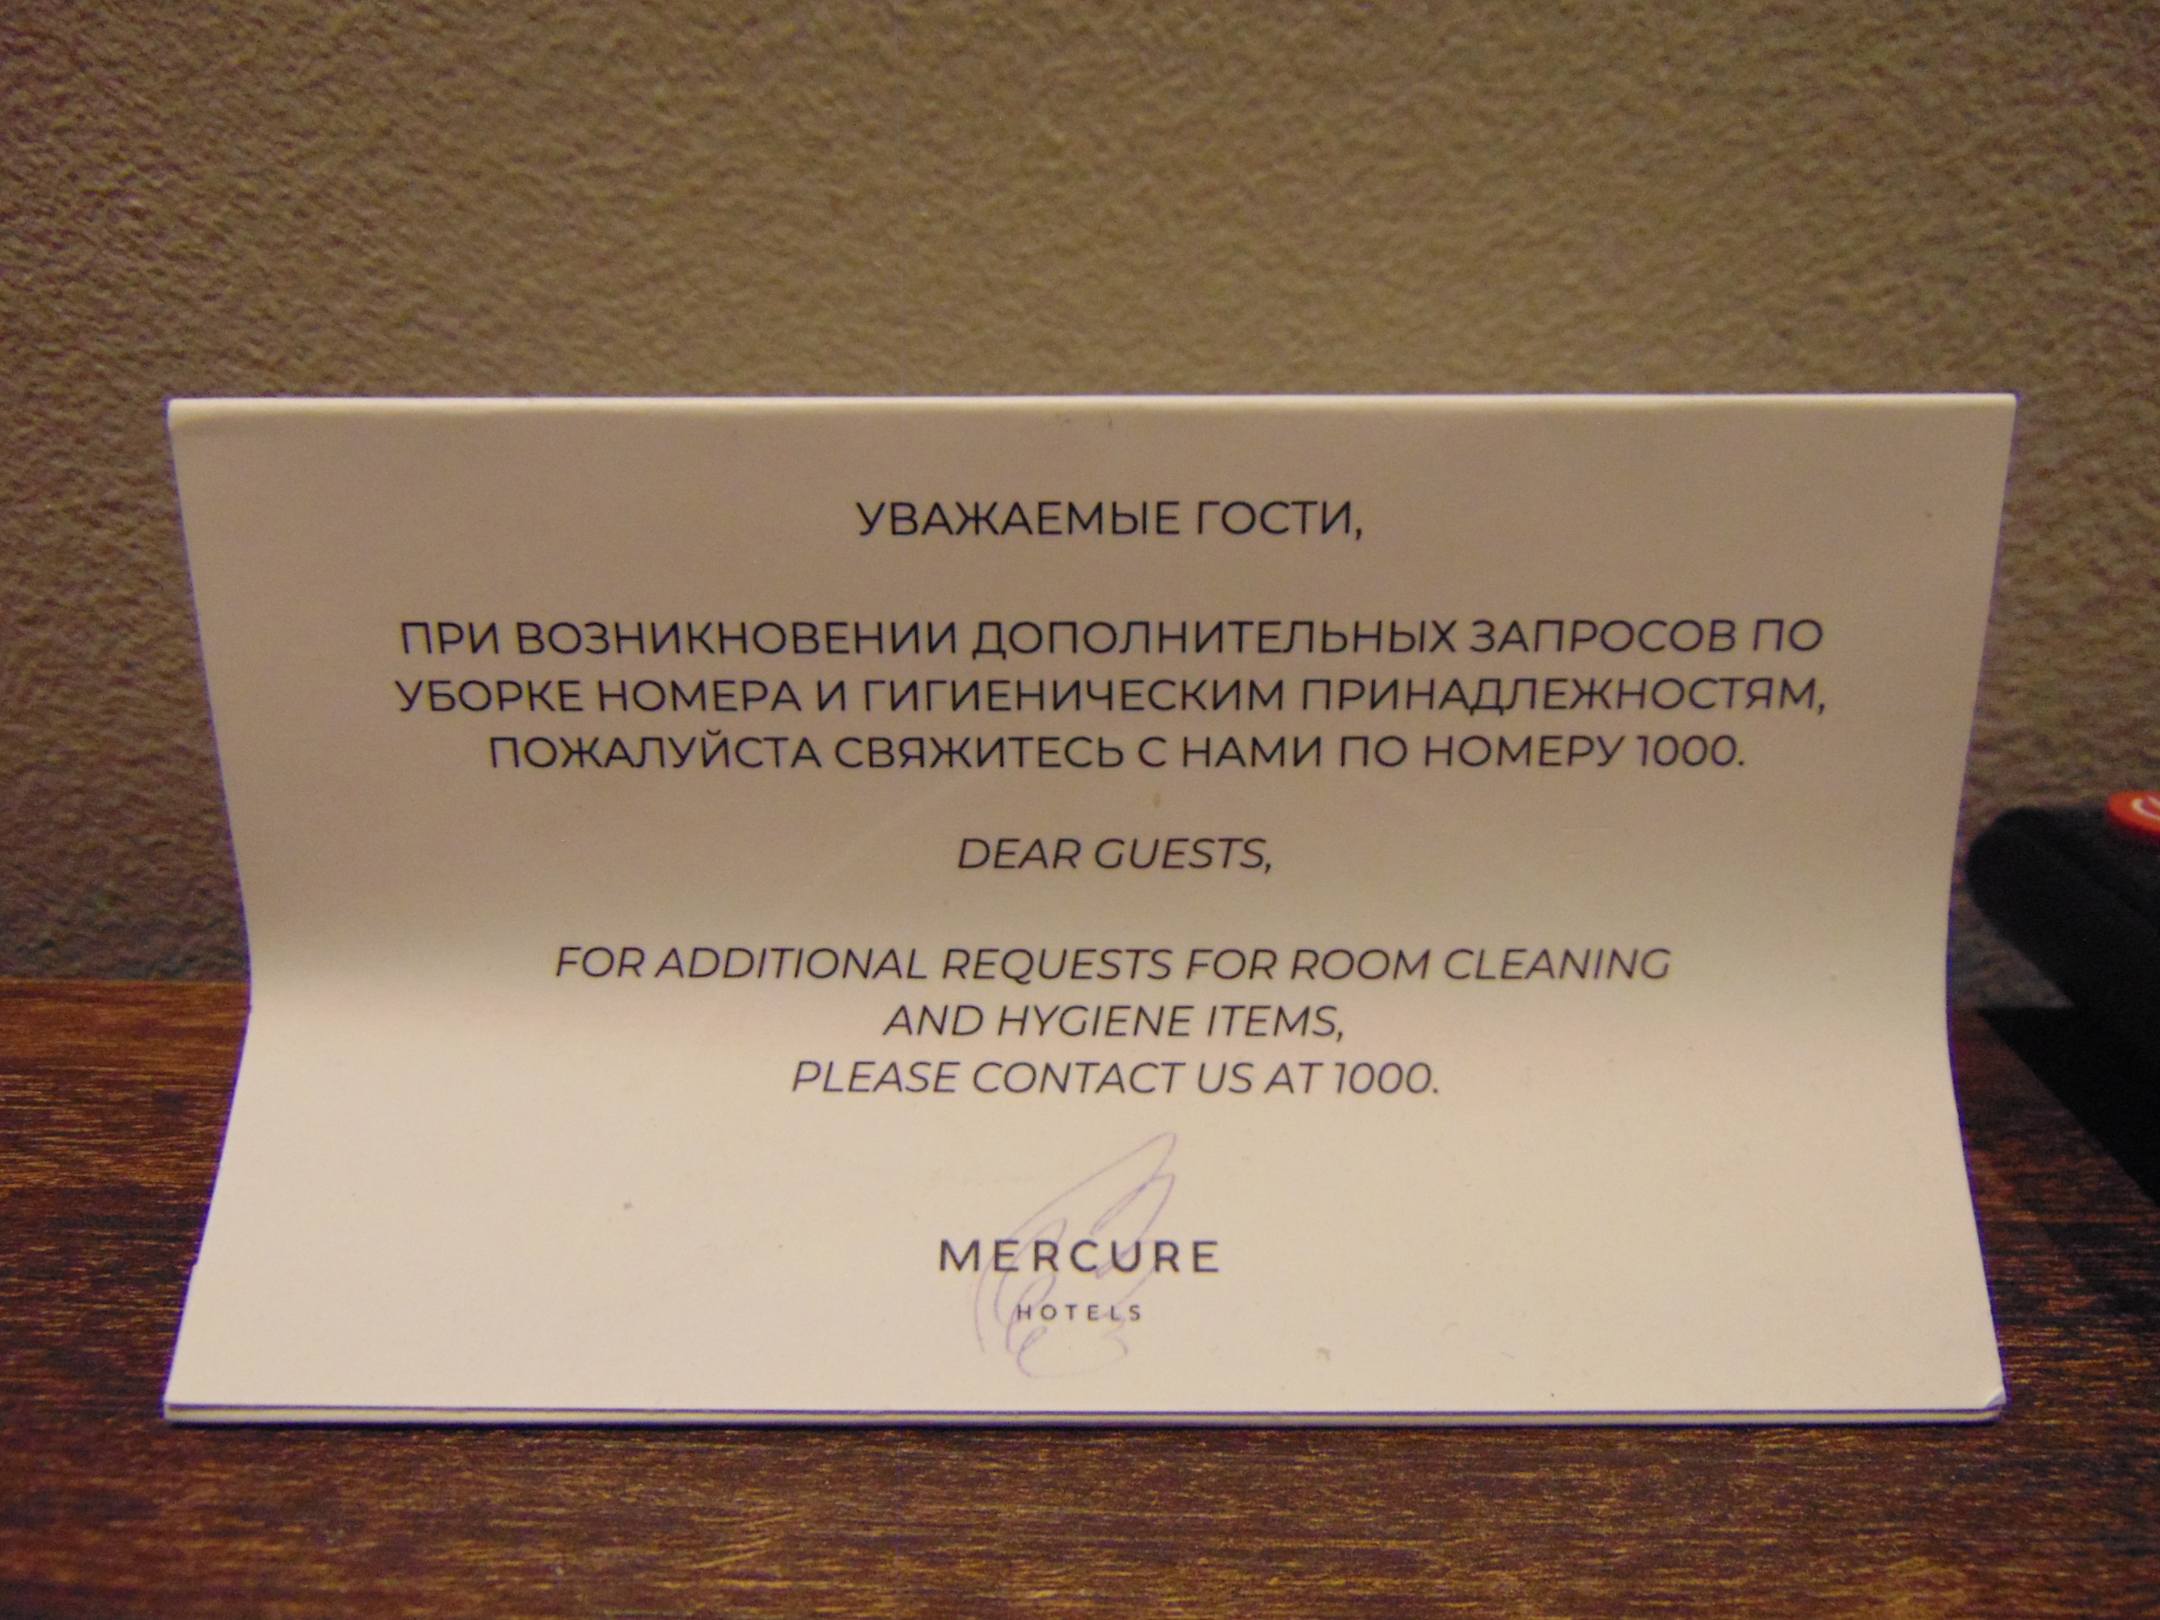 УВАЖАЕМЫЕ ГОСТИ,
ПРИ ВОЗНИКНОВЕНИИ ДОПОЛНИТЕЛЬНЫХ ЗАПРОСОВ ПО
УБОРКЕ НОМЕРА И ГИГИЕНИЧЕСКИМ ПРИНАДЛЕЖНОСТЯМ,
ПОЖАЛУЙСТА СВЯЖИТЕСЬ С НАМИ ПО НОМЕРУ 1000.
DEAR GUESTS,
FOR ADDITIONAL REQUESTS FOR ROOM CLEANING
AND HYGIENE ITEMS,
PLEASE CONTACT US AT 1000.
MERCURE
HOTELS